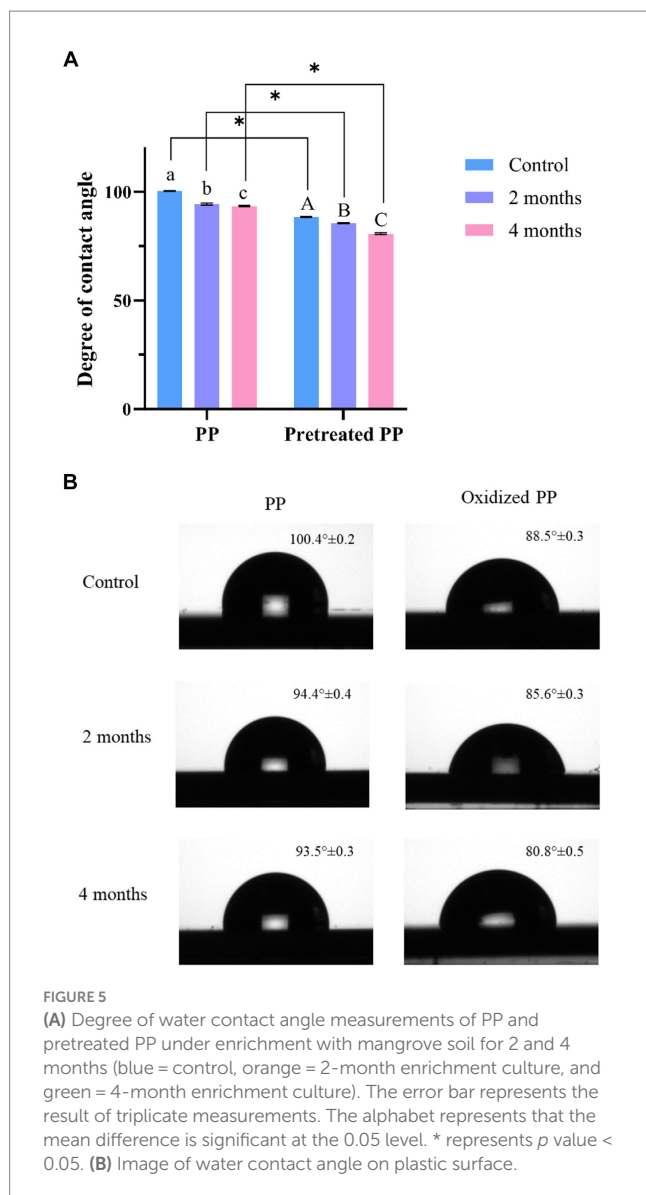 A
*
*
*
a
b
c
A
B
C
Control
2 months
4 months
Degree of contact angle
100
50
0
PP
Pretreated PP
B
PP
Oxidized PP
Control
100.4°±0.2
88.5°±0.3
2 months
94.4°±0.4
85.6°±0.3
4 months
93.5°±0.3
80.8°±0.5
FIGURE 5
(A) Degree of water contact angle measurements of PP and
pretreated PP under enrichment with mangrove soil for 2 and 4
months (blue = control, orange = 2-month enrichment culture, and
green = 4-month enrichment culture). The error bar represents the
result of triplicate measurements. The alphabet represents that the
mean difference is significant at the 0.05 level. * represents p value <
0.05. (B) Image of water contact angle on plastic surface.